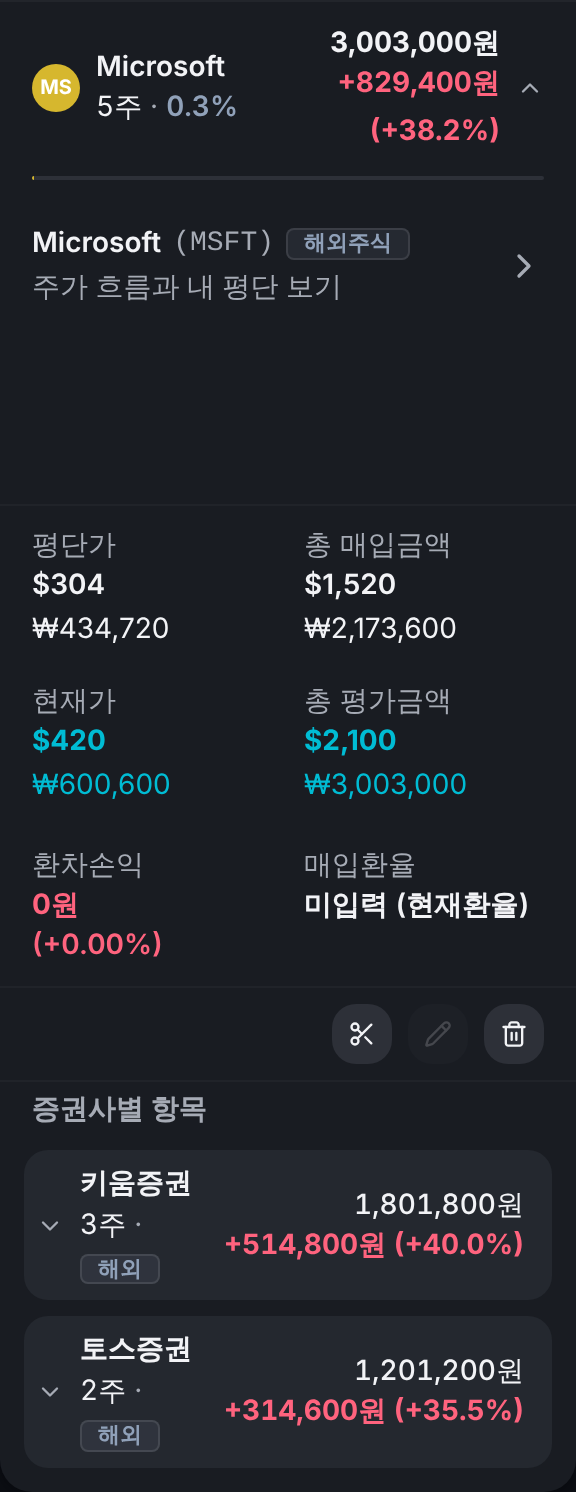 MS
Microsoft
5주 · 0.3%
3,003,000원
+829,400원
(+38.2%)
Microsoft (MSFT) 해외주식
주가 흐름과 내 평단 보기
평단가
$304
₩434,720
총 매입금액
$1,520
₩2,173,600
현재가
$420
₩600,600
총 평가금액
$2,100
₩3,003,000
환차손익
0원
(+0.00%)
매입환율
미입력 (현재환율)
증권사별 항목
키움증권
3주 ·
해외
1,801,800원
+514,800원 (+40.0%)
토스증권
2주 ·
해외
1,201,200원
+314,600원 (+35.5%)